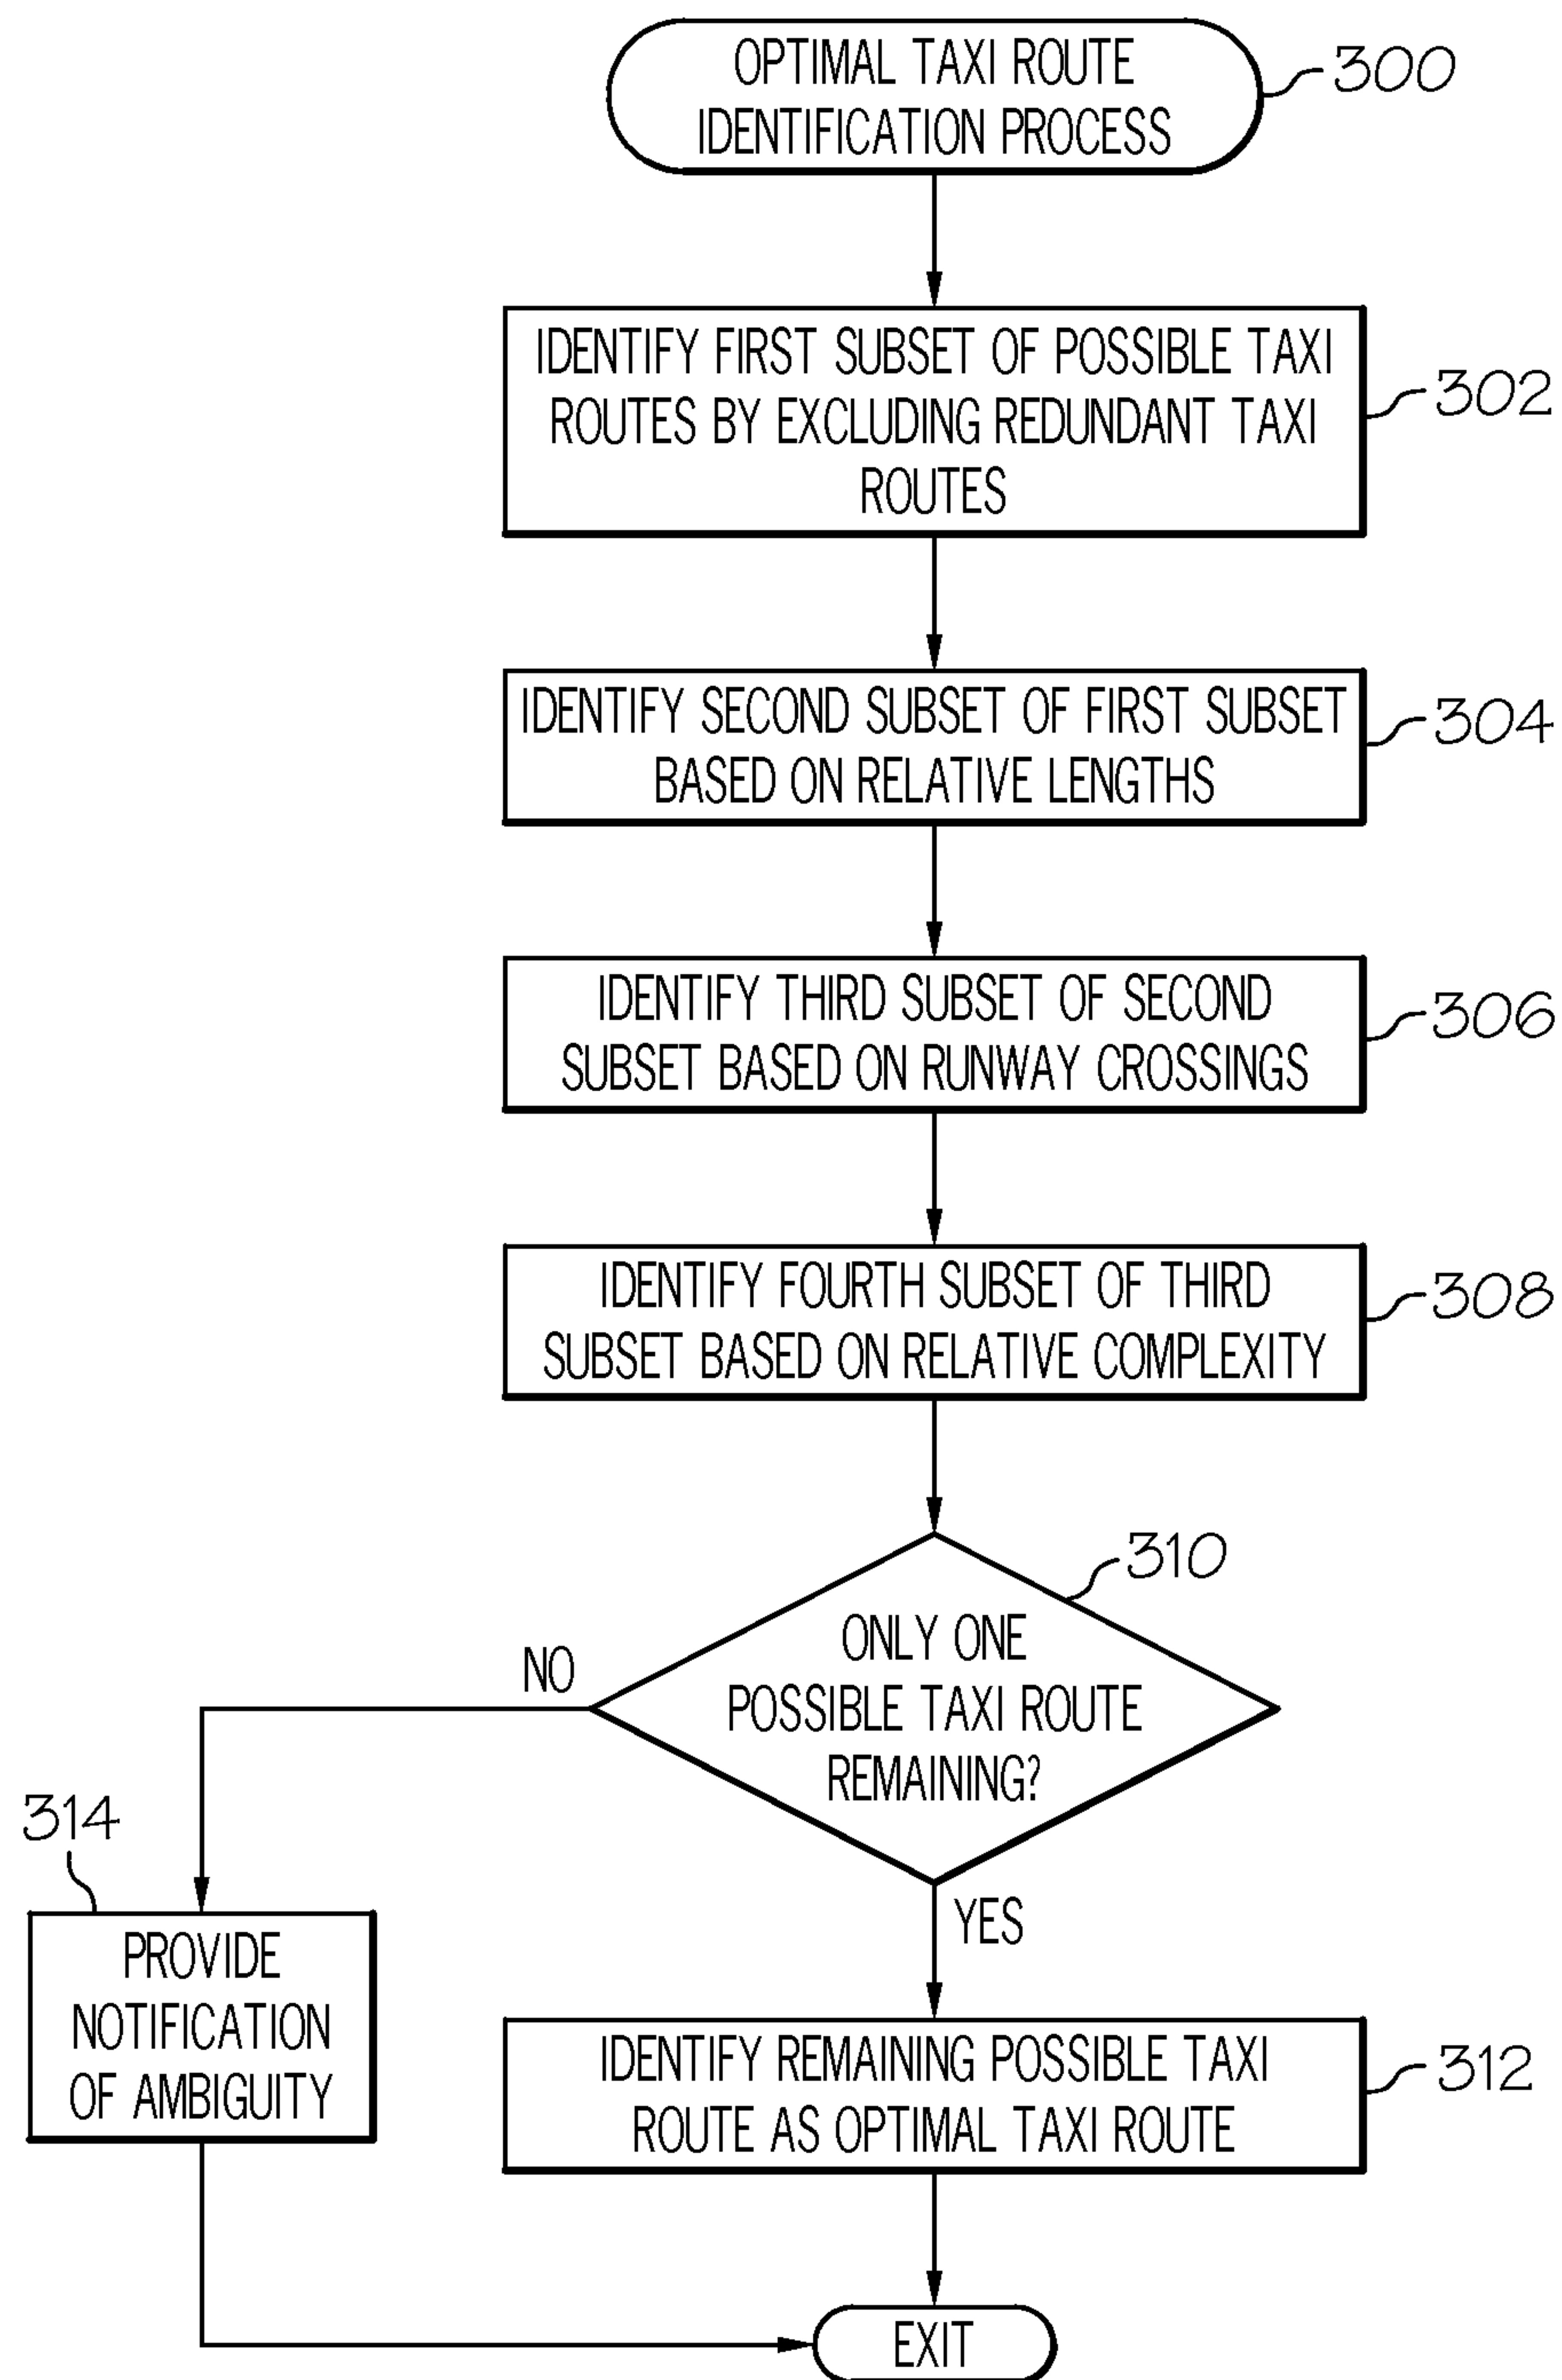 OPTIMAL TAXI ROUTE
IDENTIFICATION PROCESS
300
IDENTIFY FIRST SUBSET OF POSSIBLE TAXI
ROUTES BY EXCLUDING REDUNDANT TAXI
ROUTES
302
IDENTIFY SECOND SUBSET OF FIRST SUBSET
BASED ON RELATIVE LENGTHS
304
IDENTIFY THIRD SUBSET OF SECOND
SUBSET BASED ON RUNWAY CROSSINGS
306
IDENTIFY FOURTH SUBSET OF THIRD
SUBSET BASED ON RELATIVE COMPLEXITY
308
310
ONLY ONE
POSSIBLE TAXI ROUTE
REMAINING?
NO
YES
314
PROVIDE
NOTIFICATION
OF AMBIGUITY
IDENTIFY REMAINING POSSIBLE TAXI
ROUTE AS OPTIMAL TAXI ROUTE
312
EXIT